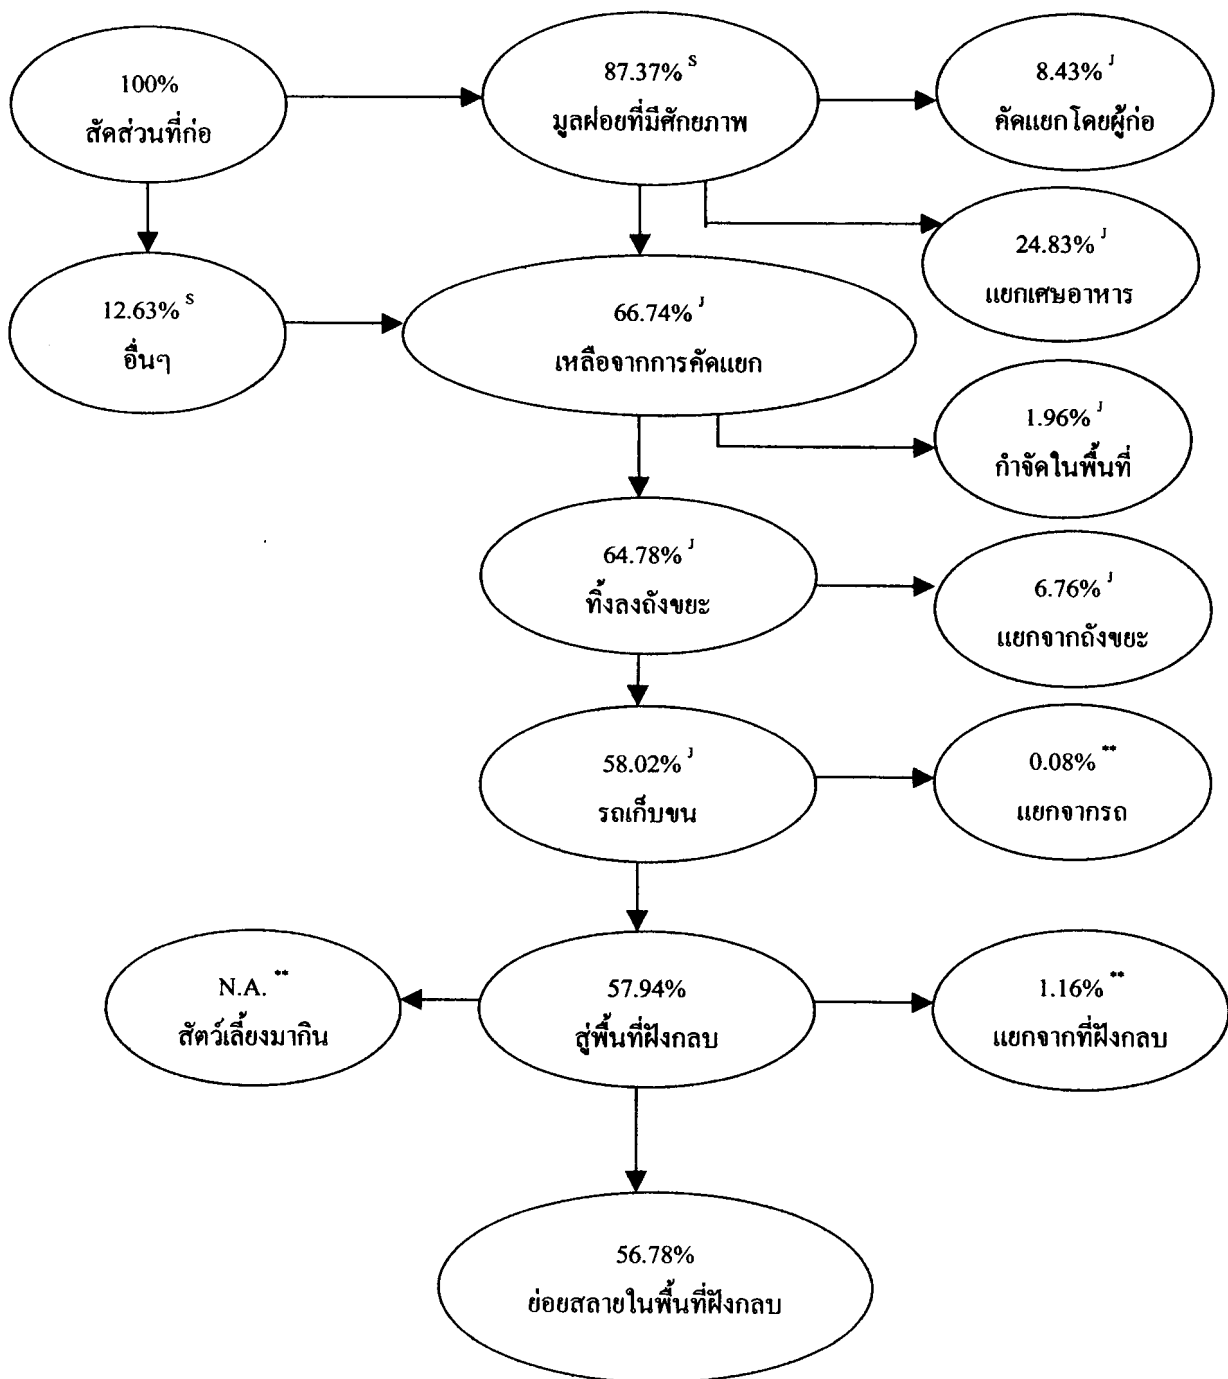 100%
สัดส่วนที่ก่อ
87.37% S
มูลฝอยที่มีศักยภาพ
8.43% J
คัดแยกโดยผู้ก่อ
24.83% J
แยกเศษอาหาร
12.63% S
อื่นๆ
66.74% J
เหลือจากการคัดแยก
1.96% J
กำจัดในพื้นที่
64.78% J
ทิ้งลงถังขยะ
6.76% J
แยกจากถังขยะ
58.02% J
รถเก็บขน
0.08% **
แยกจากรถ
N.A. **
สัตว์เลี้ยงมากิน
57.94%
สู่พื้นที่ฝังกลบ
1.16% **
แยกจากที่ฝังกลบ
56.78%
ย่อยสลายในพื้นที่ฝังกลบ